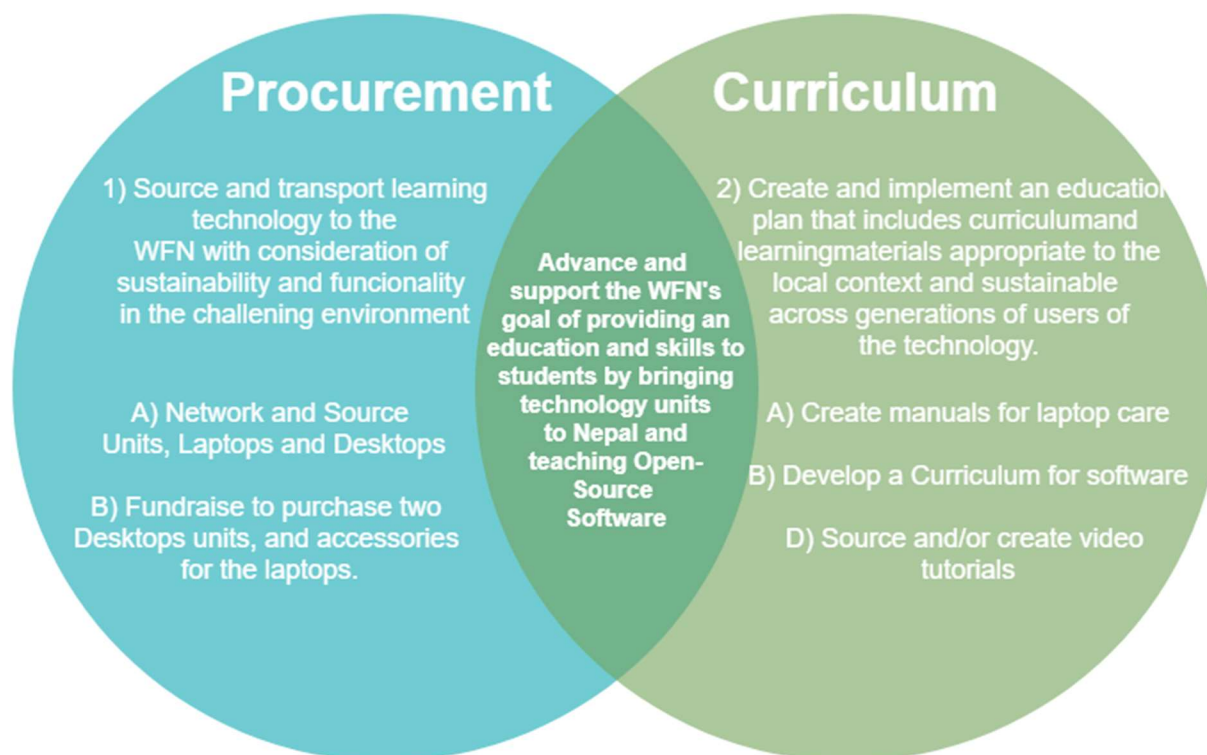 Procurement
1) Source and transport learning
technology to the
WFN with consideration of
sustainability and funcionality
in the challening environment
A) Network and Source
Units, Laptops and Desktops
B) Fundraise to purchase two
Desktops units, and accessories
for the laptops.
Advance and
support the WFN's
goal of providing an
education and skills to
students by bringing
technology units
to Nepal and
teaching Open-
Source
Software
Curriculum
2) Create and implement an education
plan that includes curriculumand
learningmaterials appropriate to the
local context and sustainable
across generations of users of
the technology.
A) Create manuals for laptop care
B) Develop a Curriculum for software
D) Source and/or create video
tutorials